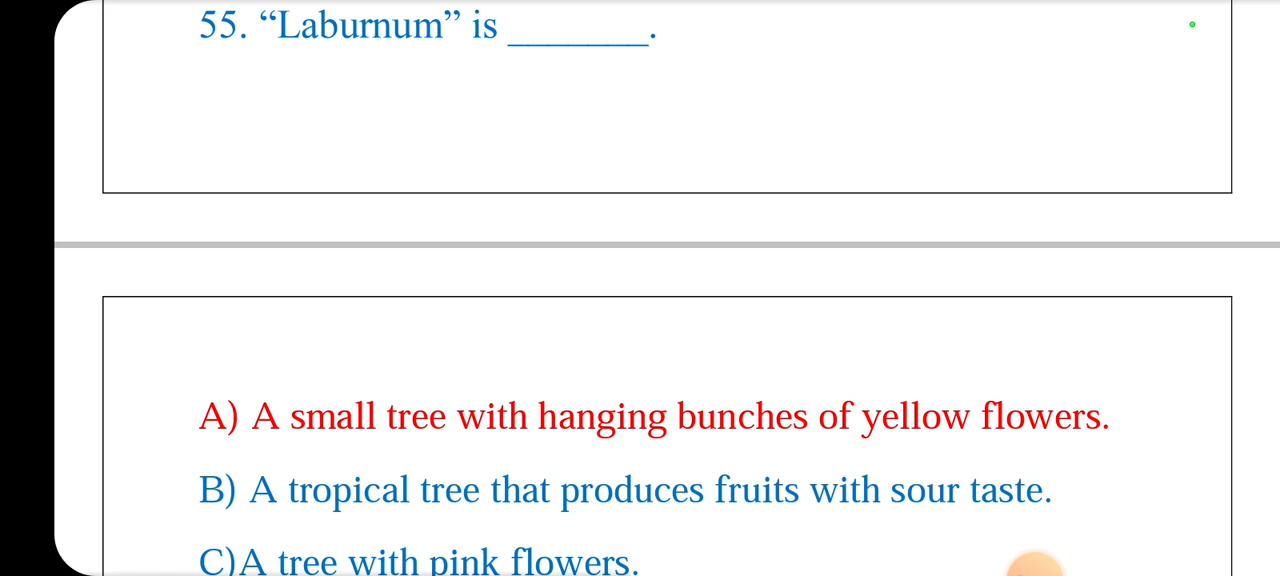 55. “Laburnum” is _______.
A) A small tree with hanging bunches of yellow flowers.
B) A tropical tree that produces fruits with sour taste.
C)A tree with pink flowers.